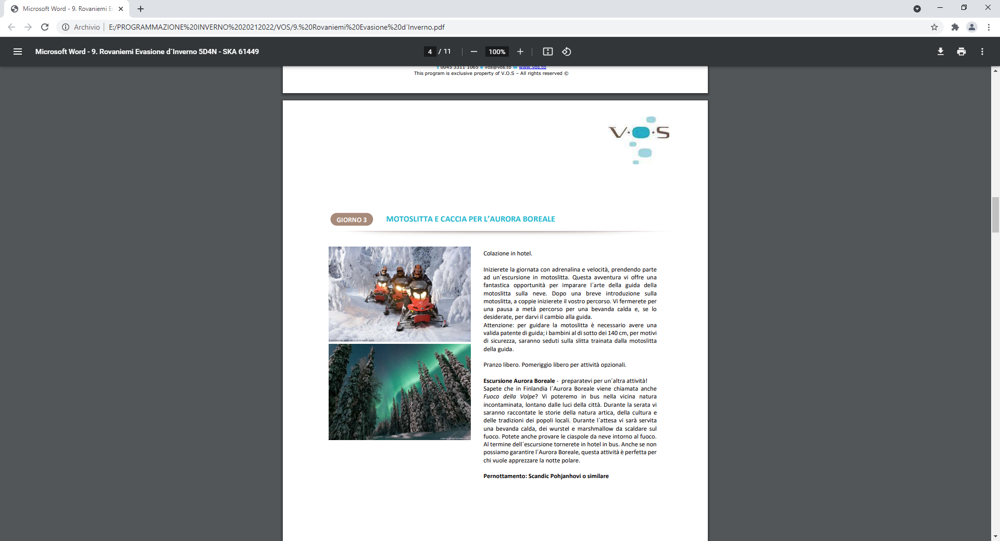 Microsoft Word - 9. Rovaniemi Ev
Archivio
E:/PROGRAMMAZIONE%20INVERNO%2020212022/VOS/9.%20Rovaniemi%20Evasione%20d´Inverno.pdf
Microsoft Word - 9. Rovaniemi Evasione d´Inverno 5D4N - SKA 61449
4 / 11
100%
t 0045 3311 1065 e vos@vos.to w www.vos.to
This program is exclusive property of V.O.S – All rights reserved ©
V·O·S
GIORNO 3
MOTOSLITTA E CACCIA PER L’AURORA BOREALE
Colazione in hotel.
Inizierete la giornata con adrenalina e velocità, prendendo parte
ad un´escursione in motoslitta. Questa avventura vi offre una
fantastica opportunità per imparare l´arte della guida della
motoslitta sulla neve. Dopo una breve introduzione sulla
motoslitta, a coppie inizierete il vostro percorso. Vi fermerete per
una pausa a metà percorso per una bevanda calda e, se lo
desiderate, per darvi il cambio alla guida.
Attenzione: per guidare la motoslitta è necessario avere una
valida patente di guida; i bambini al di sotto dei 140 cm, per motivi
di sicurezza, saranno seduti sulla slitta trainata dalla motoslitta
della guida.
Pranzo libero. Pomeriggio libero per attività opzionali.
Escursione Aurora Boreale - preparatevi per un´altra attività!
Sapete che in Finlandia l´Aurora Boreale viene chiamata anche
Fuoco della Volpe? Vi poteremo in bus nella vicina natura
incontaminata, lontano dalle luci della città. Durante la serata vi
saranno raccontate le storie della natura artica, della cultura e
delle tradizioni dei popoli locali. Durante l´attesa vi sarà servita
una bevanda calda, dei wurstel e marshmallow da scaldare sul
fuoco. Potete anche provare le ciaspole da neve intorno al fuoco.
Al termine dell´escursione tornerete in hotel in bus. Anche se non
possiamo garantire l´Aurora Boreale, questa attività è perfetta per
chi vuole apprezzare la notte polare.
Pernottamento: Scandic Pohjanhovi o similare